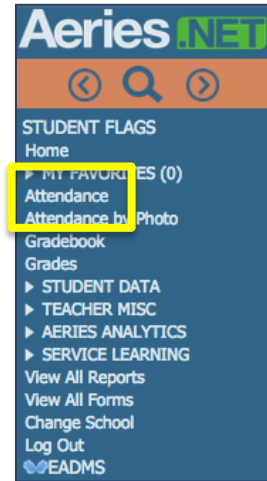 Aeries .NET
STUDENT FLAGS
Home
MY FAVORITES (0)
Attendance
Attendance by Photo
Gradebook
Grades
STUDENT DATA
TEACHER MISC
AERIES ANALYTICS
SERVICE LEARNING
View All Reports
View All Forms
Change School
Log Out
EADMS